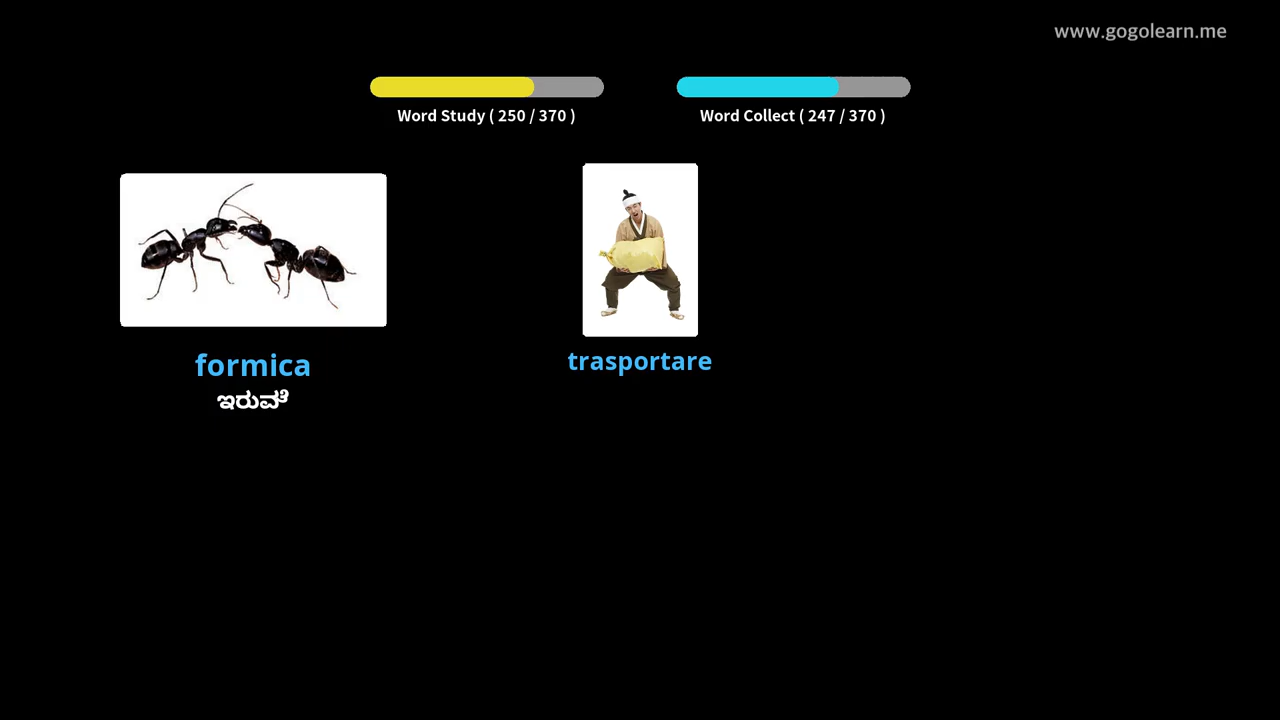 www.gogolearn.me
Word Study ( 250 / 370 )
Word Collect ( 247 / 370 )
formica
ಇರುವೆ
trasportare